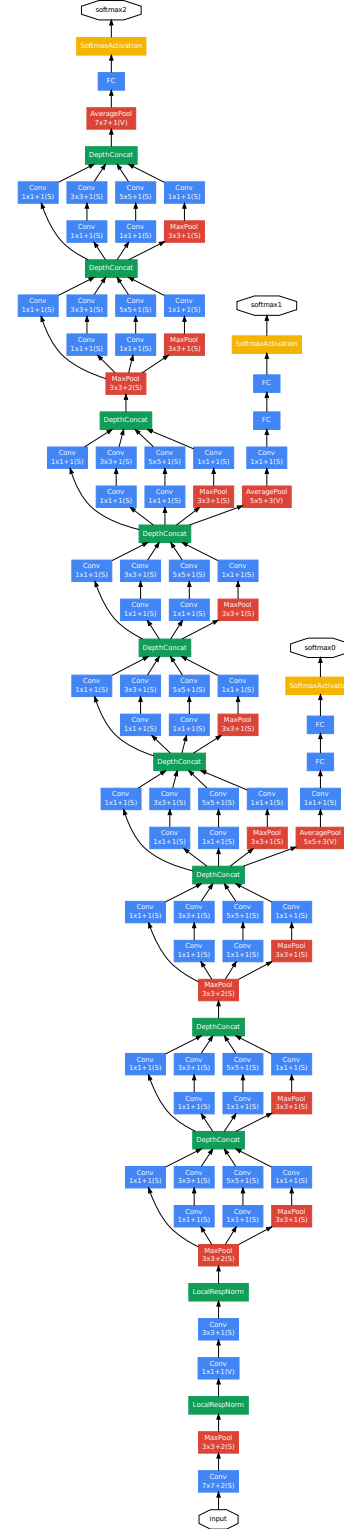 softmax2
SoftmaxActivation
FC
AveragePool
7x7+1(V)
DepthConcat
Conv Conv Conv Conv
1x1+1(S) 3x3+1(S) 5x5+1(S) 1x1+1(S)
Conv Conv MaxPool
1x1+1(S) 1x1+1(S) 3x3+1(S)
DepthConcat
Conv Conv Conv Conv
1x1+1(S) 3x3+1(S) 5x5+1(S) 1x1+1(S)
softmax1
Conv Conv MaxPool
1x1+1(S) 1x1+1(S) 3x3+1(S)
SoftmaxActivation
MaxPool
3x3+2(S)
FC
DepthConcat
FC
Conv Conv Conv Conv Conv
1x1+1(S) 3x3+1(S) 5x5+1(S) 1x1+1(S) 1x1+1(S)
Conv Conv MaxPool AveragePool
1x1+1(S) 1x1+1(S) 3x3+1(S) 5x5+3(V)
DepthConcat
Conv Conv Conv Conv
1x1+1(S) 3x3+1(S) 5x5+1(S) 1x1+1(S)
Conv Conv MaxPool
1x1+1(S) 1x1+1(S) 3x3+1(S)
DepthConcat
softmax0
Conv Conv Conv Conv
1x1+1(S) 3x3+1(S) 5x5+1(S) 1x1+1(S)
SoftmaxActivati
Conv Conv MaxPool
1x1+1(S) 1x1+1(S) 3x3+1(S)
FC
DepthConcat
FC
Conv Conv Conv Conv Conv
1x1+1(S) 3x3+1(S) 5x5+1(S) 1x1+1(S) 1x1+1(S)
Conv Conv MaxPool AveragePool
1x1+1(S) 1x1+1(S) 3x3+1(S) 5x5+3(V)
DepthConcat
Conv Conv Conv Conv
1x1+1(S) 3x3+1(S) 5x5+1(S) 1x1+1(S)
Conv Conv MaxPool
1x1+1(S) 1x1+1(S) 3x3+1(S)
MaxPool
3x3+2(S)
DepthConcat
Conv Conv Conv Conv
1x1+1(S) 3x3+1(S) 5x5+1(S) 1x1+1(S)
Conv Conv MaxPool
1x1+1(S) 1x1+1(S) 3x3+1(S)
DepthConcat
Conv Conv Conv Conv
1x1+1(S) 3x3+1(S) 5x5+1(S) 1x1+1(S)
Conv Conv MaxPool
1x1+1(S) 1x1+1(S) 3x3+1(S)
MaxPool
3x3+2(S)
LocalRespNorm
Conv
3x3+1(S)
Conv
1x1+1(V)
LocalRespNorm
MaxPool
3x3+2(S)
Conv
7x7+2(S)
input